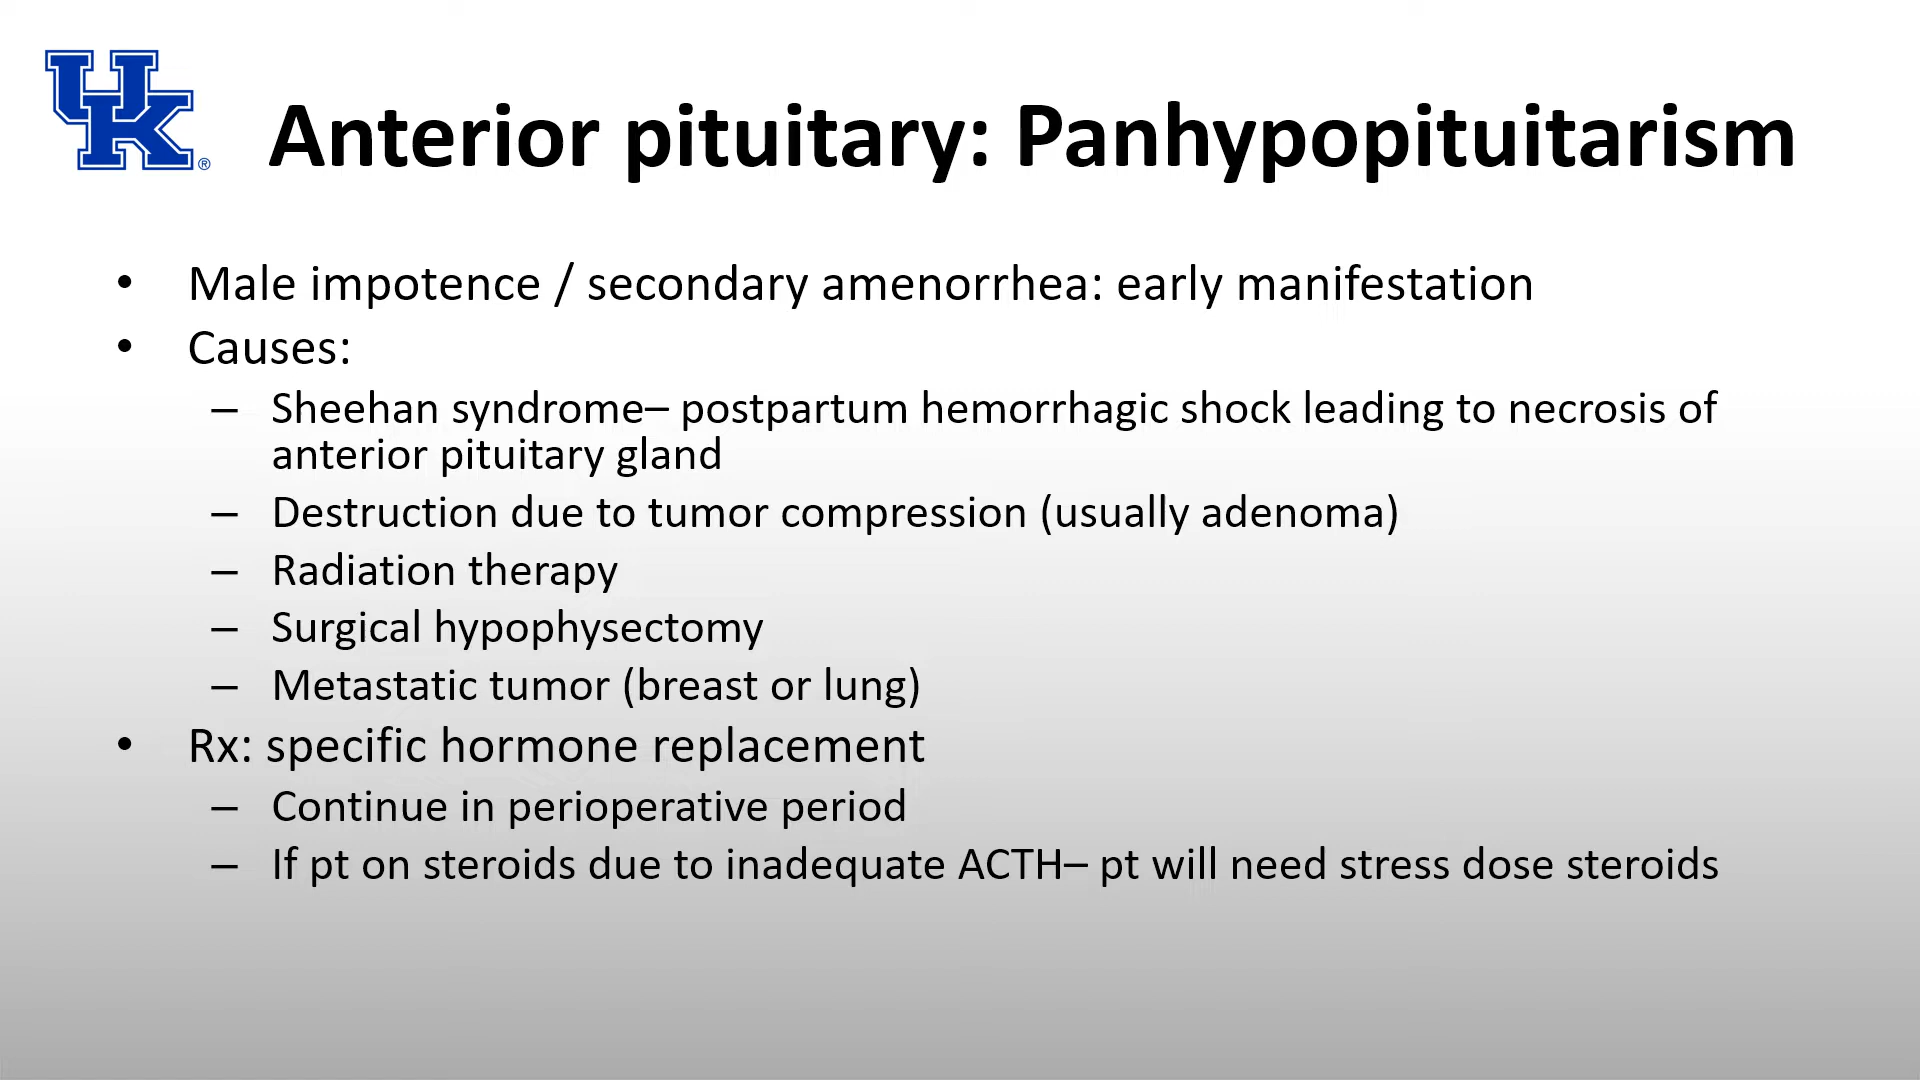 UK®
Anterior pituitary: Panhypopituitarism
• Male impotence / secondary amenorrhea: early manifestation
• Causes:
– Sheehan syndrome– postpartum hemorrhagic shock leading to necrosis of
anterior pituitary gland
– Destruction due to tumor compression (usually adenoma)
– Radiation therapy
– Surgical hypophysectomy
– Metastatic tumor (breast or lung)
• Rx: specific hormone replacement
– Continue in perioperative period
– If pt on steroids due to inadequate ACTH– pt will need stress dose steroids